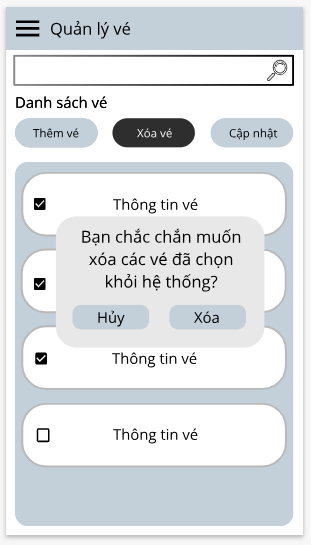 Quản lý vé
Danh sách vé
Thêm vé
Xóa vé
Cập nhật
Thông tin vé
Bạn chắc chắn muốn
xóa các vé đã chọn
khỏi hệ thống?
Hủy
Xóa
Thông tin vé
Thông tin vé